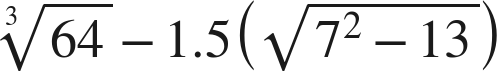 ∛64 − 1.5(√(7² − 13))